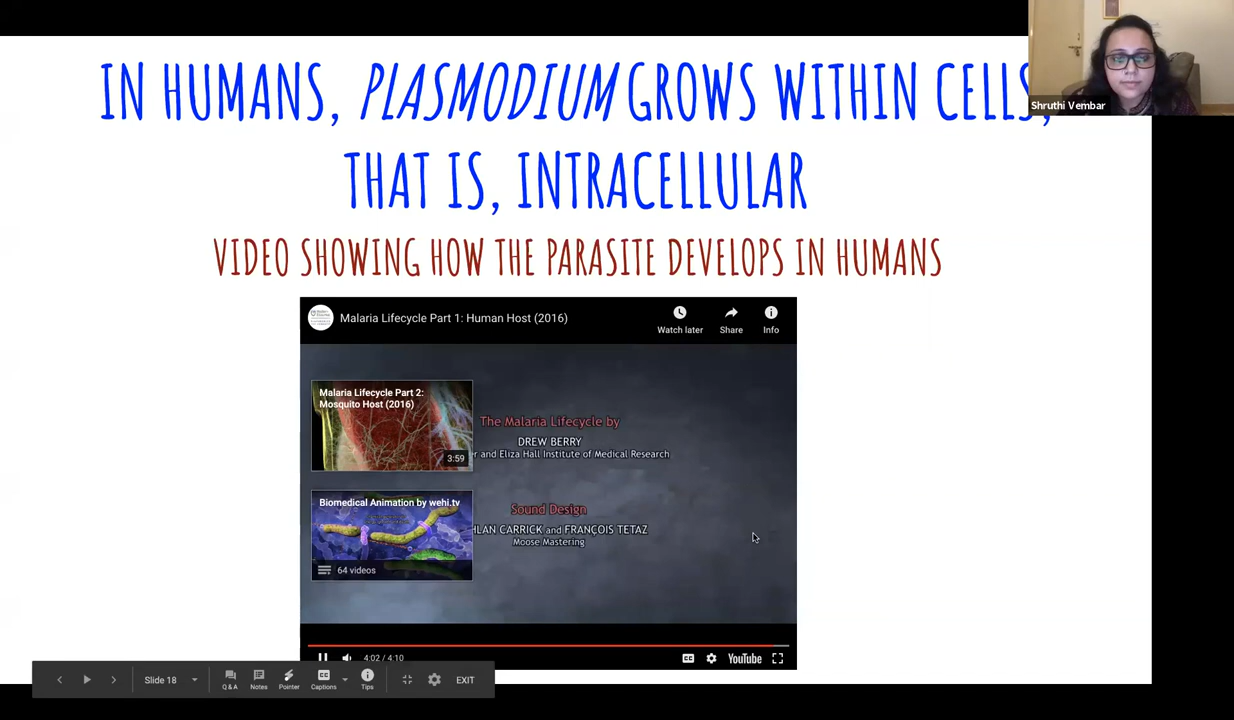 IN HUMANS, PLASMODIUM GROWS WITHIN CELLS,
THAT IS, INTRACELLULAR
Shruthi Vembar
VIDEO SHOWING HOW THE PARASITE DEVELOPS IN HUMANS
Malaria Lifecycle Part 1: Human Host (2016)
Watch later
Share
Info
Malaria Lifecycle Part 2:
Mosquito Host (2016)
3:59
The Malaria Lifecycle by
DREW BERRY
and Eliza Hall Institute of Medical Research
Biomedical Animation by wehi.tv
64 videos
Sound Design
CARRICK and FRANÇOIS TETAZ
Moose Mastering
4:02 / 4:10
CC
YouTube
Slide 18
Q & A
Notes
Pointer
Captions
Tips
EXIT